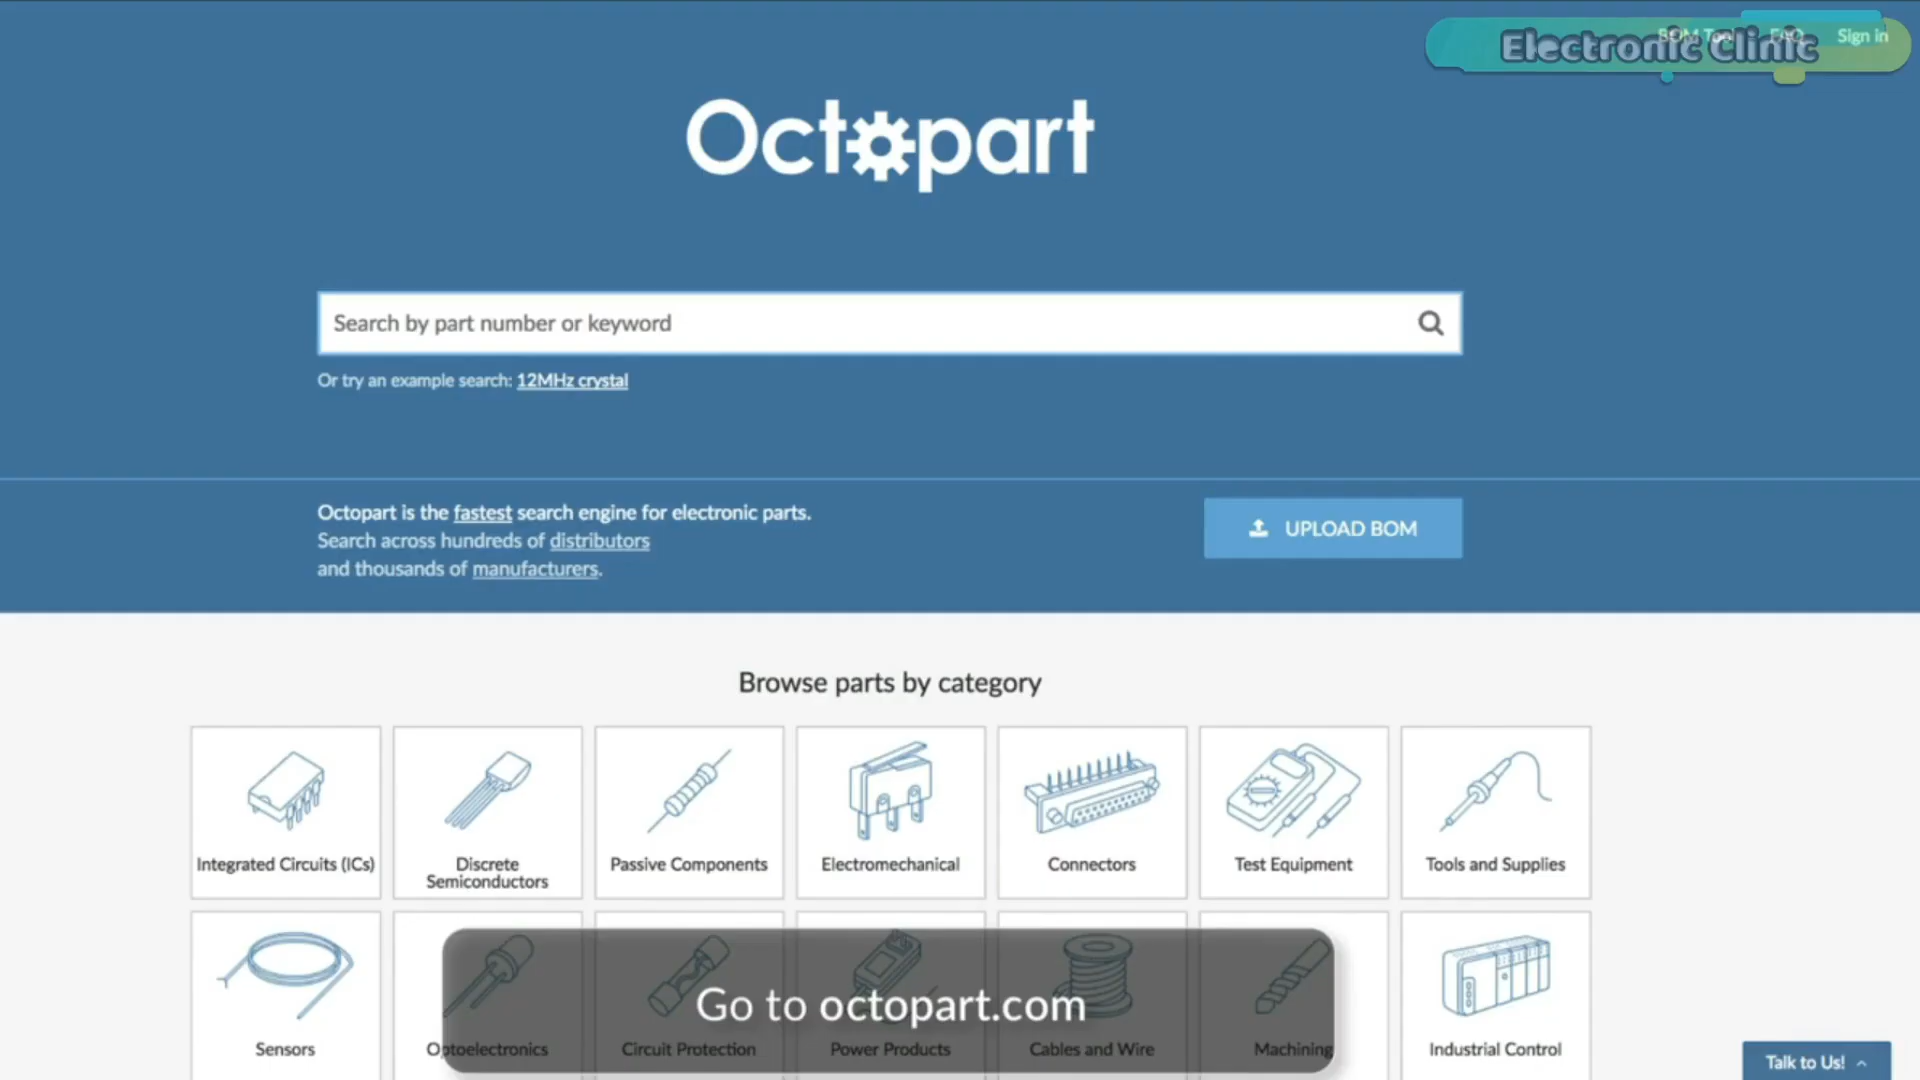 BOM Tool FAQ Sign in
Electronic Clinic
Octopart
Search by part number or keyword
Or try an example search: 12MHz crystal
Octopart is the fastest search engine for electronic parts.
Search across hundreds of distributors
and thousands of manufacturers.
UPLOAD BOM
Browse parts by category
Integrated Circuits (ICs)
Discrete
Semiconductors
Passive Components
Electromechanical
Connectors
Test Equipment
Tools and Supplies
Go to octopart.com
Sensors
Optoelectronics
Circuit Protection
Power Products
Cables and Wire
Machining
Industrial Control
Talk to Us!